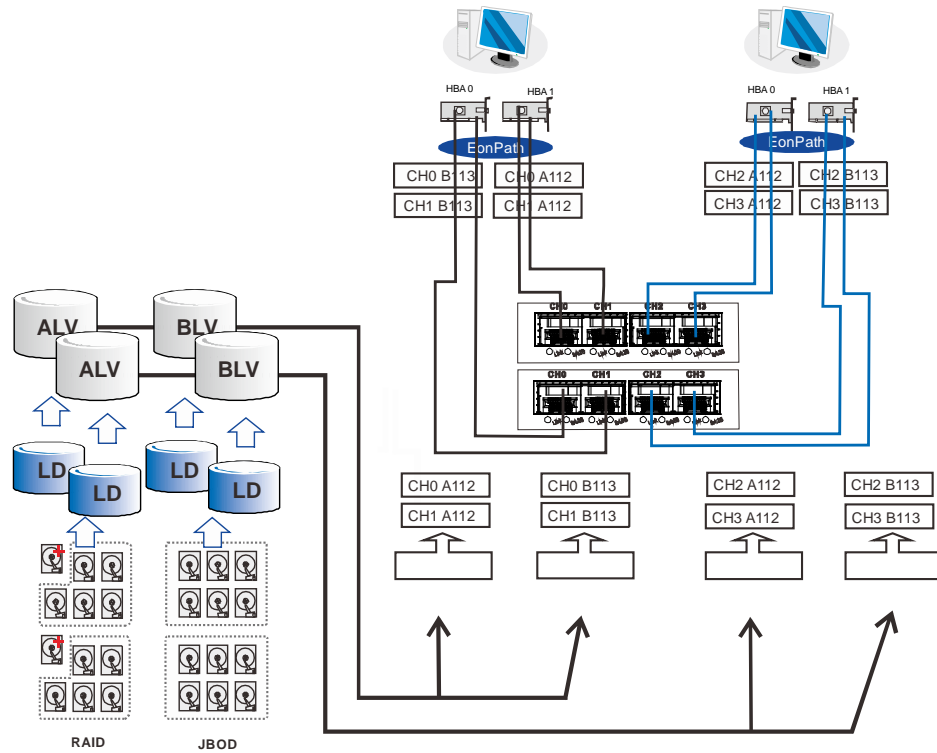 HBA 0
HBA 1
HBA 0
HBA 1
EonPath
EonPath
CH0 B113
CH0 A112
CH2 A112
CH2 B113
CH1 B113
CH1 A112
CH3 A112
CH3 B113
CH0 CH1 CH2 CH3
CH0 CH1 CH2 CH3
ALV
BLV
ALV
BLV
LD
LD
LD
LD
CH0 A112
CH0 B113
CH2 A112
CH2 B113
CH1 A112
CH1 B113
CH3 A112
CH3 B113
RAID
JBOD